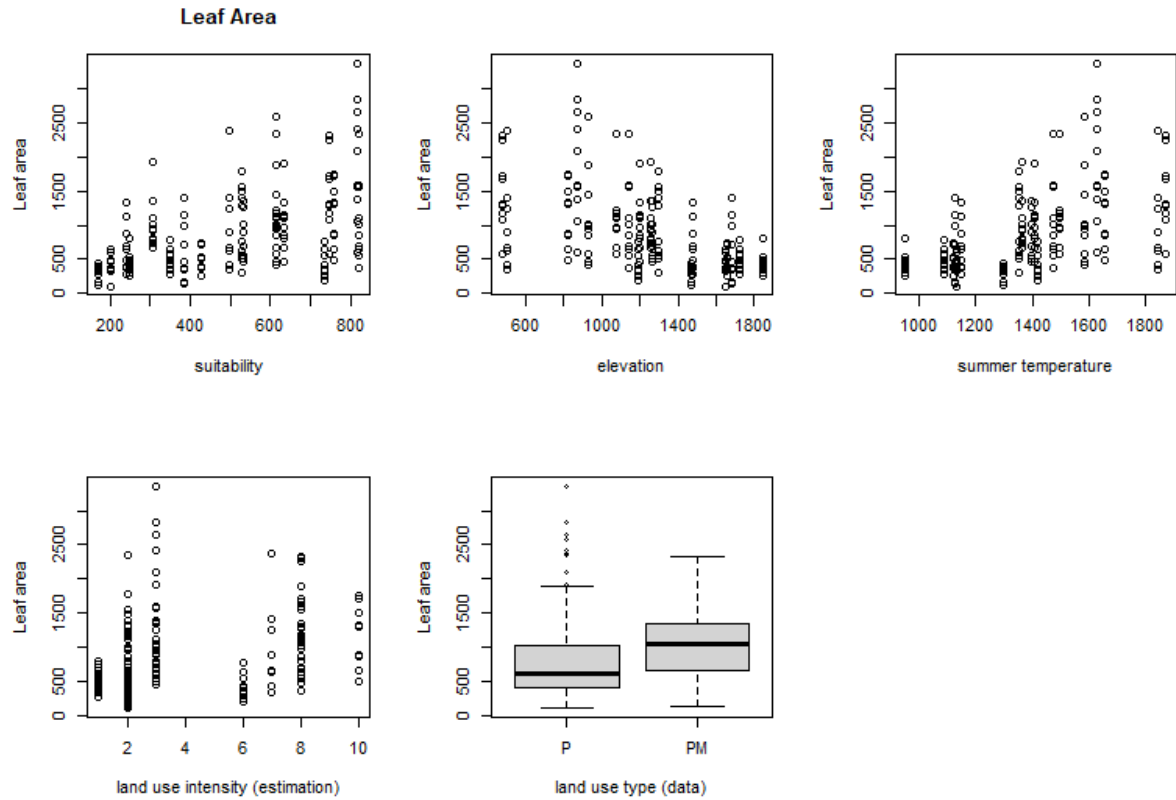 Leaf Area
Leaf area
0 500 1500 2500
200 400 600 800
suitability
Leaf area
0 500 1500 2500
600 1000 1400 1800
elevation
Leaf area
0 500 1500 2500
1000 1200 1400 1600 1800
summer temperature
Leaf area
0 500 1500 2500
2 4 6 8 10
land use intensity (estimation)
Leaf area
0 500 1500 2500
P PM
land use type (data)